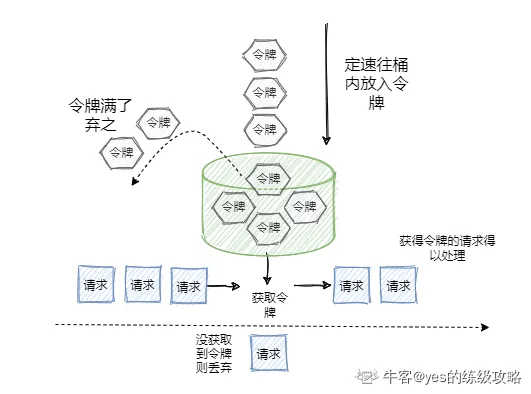 令牌
定速往桶
内放入令
牌
令牌
令牌满了
弃之
令牌
令牌
令牌
令牌
令牌
令牌
令牌
获得令牌的请求得
以处理
请求
请求
请求
获取令
牌
请求
请求
没获取
到令牌
则丢弃
请求
牛客@yes的练级攻略